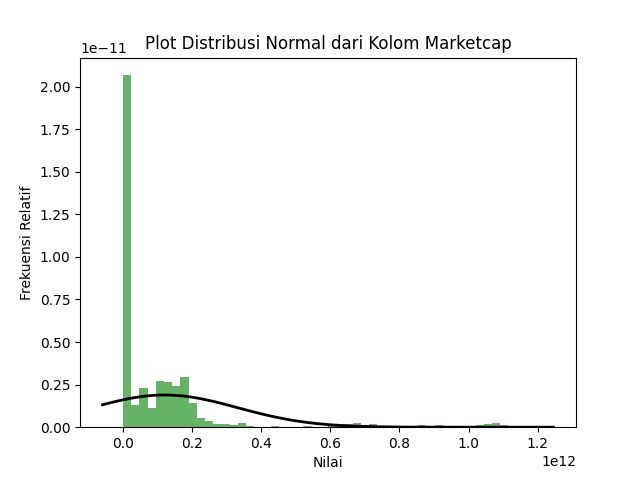 Plot Distribusi Normal dari Kolom Marketcap
1e−11
2.00
1.75
1.50
1.25
1.00
0.75
0.50
0.25
0.00
Frekuensi Relatif
0.0 0.2 0.4 0.6 0.8 1.0 1.2
1e12
Nilai